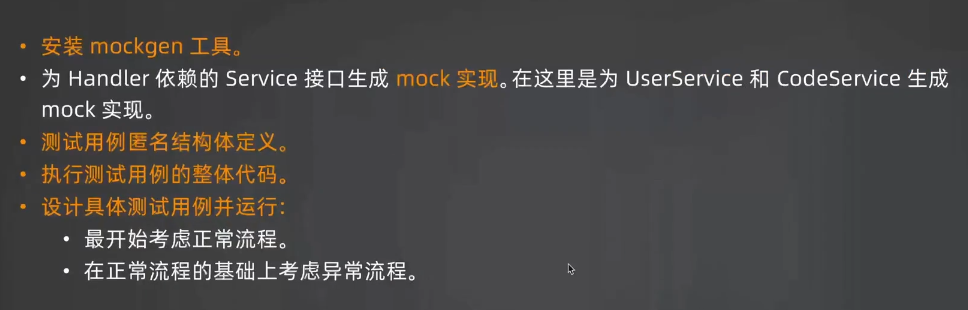 • 安装 mockgen 工具。
• 为 Handler 依赖的 Service 接口生成 mock 实现。在这里是为 UserService 和 CodeService 生成
mock 实现。
• 测试用例匿名结构体定义。
• 执行测试用例的整体代码。
• 设计具体测试用例并运行：
• 最开始考虑正常流程。
• 在正常流程的基础上考虑异常流程。